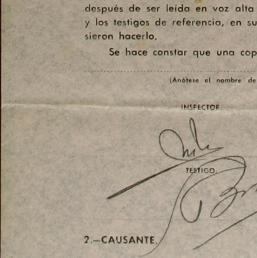 después de ser leída en voz alta
y los testigos de referencia, en su
sieron hacerlo.
Se hace constar que una cop
(Anótese el nombre de
INSPECTOR.
TESTIGO.
2.—CAUSANTE.